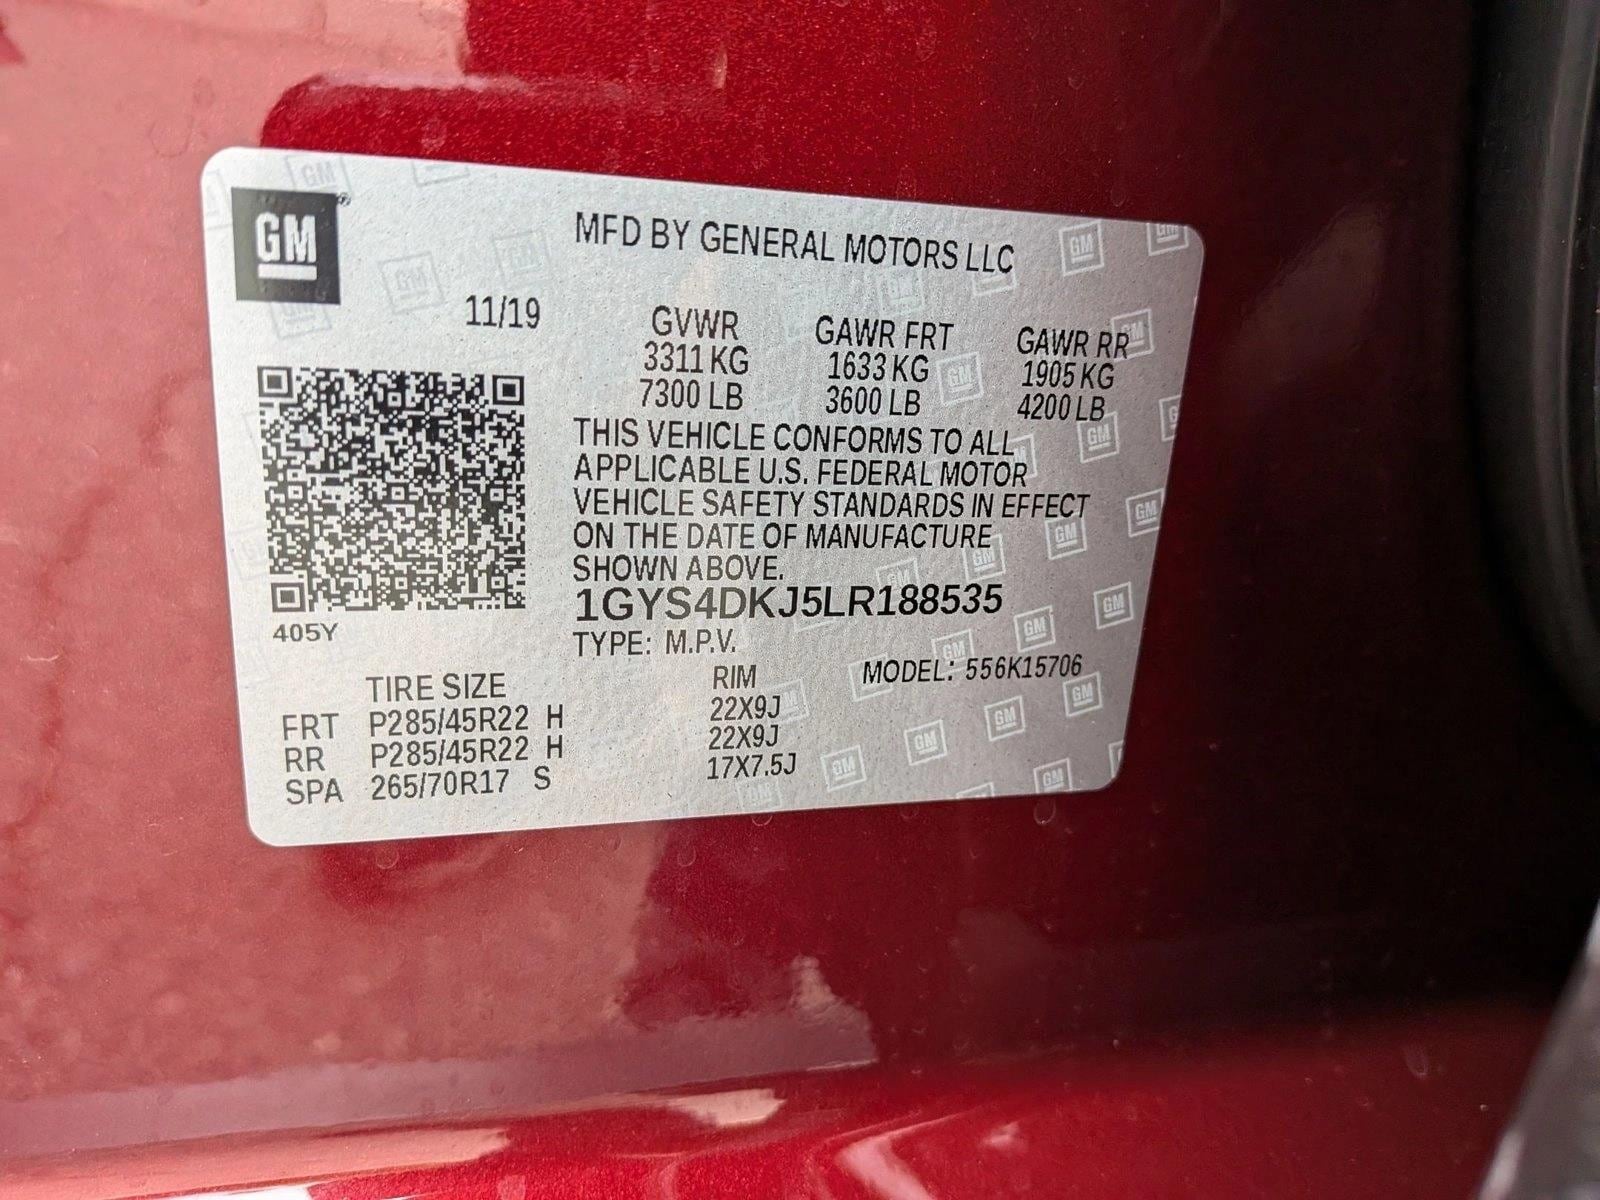 GM
MFD BY GENERAL MOTORS LLC
11/19
GVWR GAWR FRT GAWR RR
3311 KG 1633 KG 1905 KG
7300 LB 3600 LB 4200 LB
THIS VEHICLE CONFORMS TO ALL
APPLICABLE U.S. FEDERAL MOTOR
VEHICLE SAFETY STANDARDS IN EFFECT
ON THE DATE OF MANUFACTURE
SHOWN ABOVE.
1GYS4DKJ5LR188535
405Y
TYPE: M.P.V.
MODEL: 556K15706
TIRE SIZE RIM
FRT P285/45R22 H 22X9J
RR P285/45R22 H 22X9J
SPA 265/70R17 S 17X7.5J